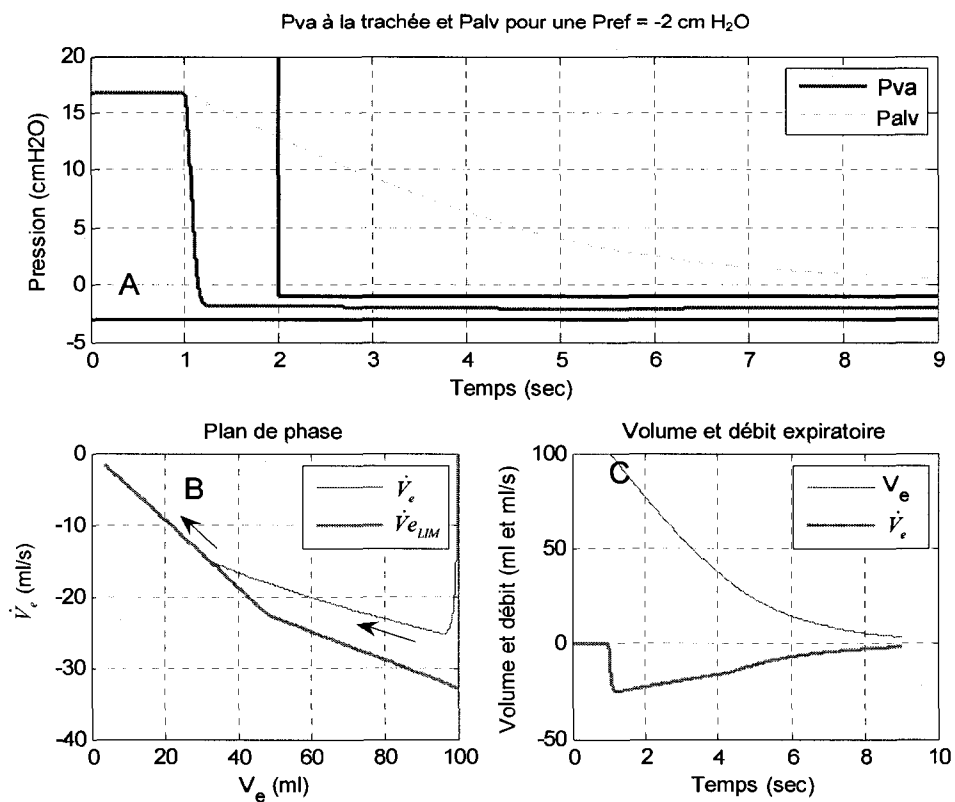 Pva à la trachée et Palv pour une Pref = -2 cm H₂O
Pression (cmH2O)
20
15
10
5
0
-5
A
Pva
Palv
0 1 2 3 4 5 6 7 8 9
Temps (sec)
Plan de phase
V̇e (ml/s)
0
-10
-20
-30
-40
B
V̇e
V̇eLIM
0 20 40 60 80 100
Ve (ml)
Volume et débit expiratoire
Volume et débit (ml et ml/s)
100
50
0
-50
C
Ve
V̇e
0 2 4 6 8 10
Temps (sec)